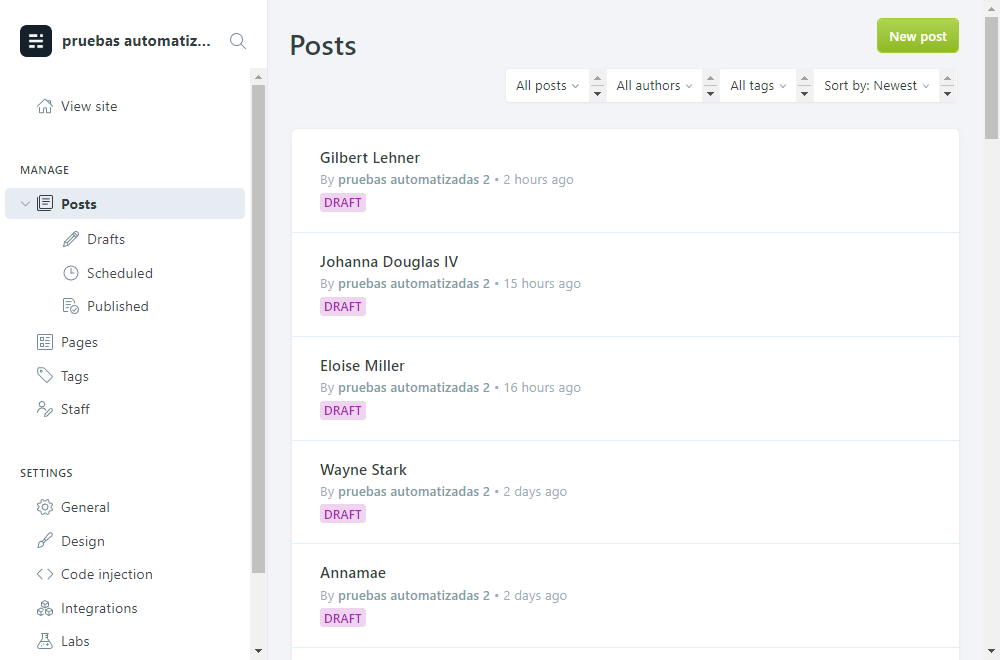 pruebas automatiz...
View site
MANAGE
Posts
Drafts
Scheduled
Published
Pages
Tags
Staff
SETTINGS
General
Design
Code injection
Integrations
Labs
Posts
New post
All posts
All authors
All tags
Sort by: Newest
Gilbert Lehner
By pruebas automatizadas 2 • 2 hours ago
DRAFT
Johanna Douglas IV
By pruebas automatizadas 2 • 15 hours ago
DRAFT
Eloise Miller
By pruebas automatizadas 2 • 16 hours ago
DRAFT
Wayne Stark
By pruebas automatizadas 2 • 2 days ago
DRAFT
Annamae
By pruebas automatizadas 2 • 2 days ago
DRAFT